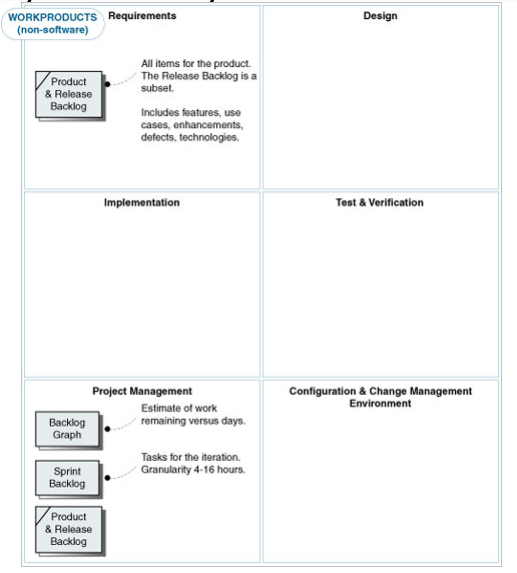 WORKPRODUCTS
(non-software)
Requirements
Design
Product
& Release
Backlog
All items for the product.
The Release Backlog is a
subset.
Includes features, use
cases, enhancements,
defects, technologies.
Implementation
Test & Verification
Project Management
Configuration & Change Management
Environment
Backlog
Graph
Estimate of work
remaining versus days.
Sprint
Backlog
Tasks for the iteration.
Granularity 4-16 hours.
Product
& Release
Backlog